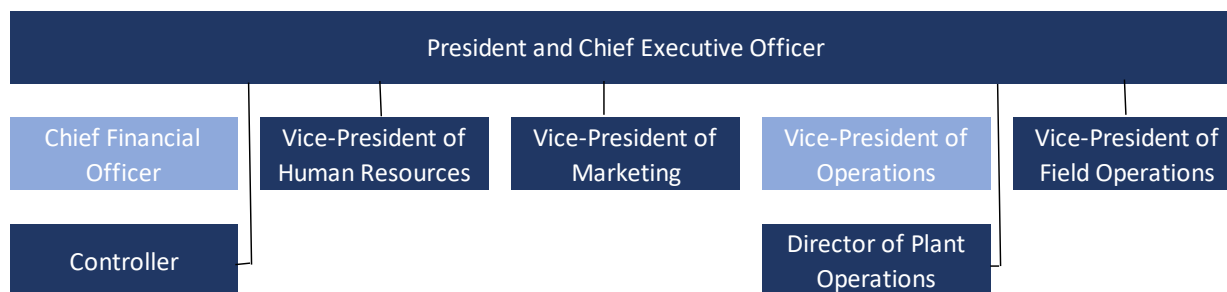 President and Chief Executive Officer
Chief Financial
Officer
Vice-President of
Human Resources
Vice-President of
Marketing
Vice-President of
Operations
Vice-President of
Field Operations
Controller
Director of Plant
Operations